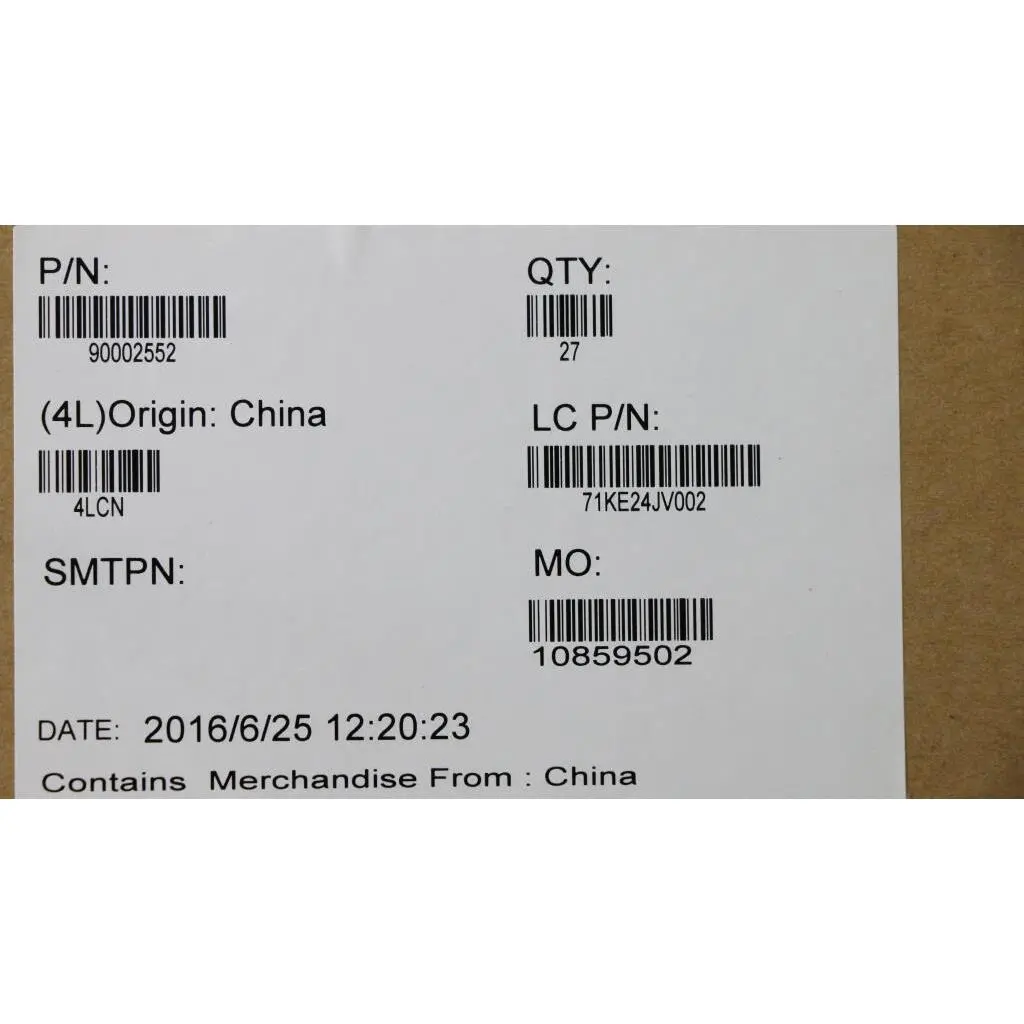 P/N:
90002552
QTY:
27
(4L)Origin: China
4LCN
LC P/N:
71KE24JV002
SMTPN:
MO:
10859502
DATE: 2016/6/25 12:20:23
Contains Merchandise From : China